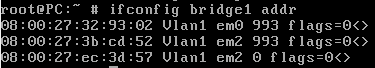 root@PC:~ # ifconfig bridge1 addr
08:00:27:32:93:02 Vlan1 em0 993 flags=0<>
08:00:27:3b:cd:52 Vlan1 em2 993 flags=0<>
08:00:27:ec:3d:57 Vlan1 em2 0 flags=0<>